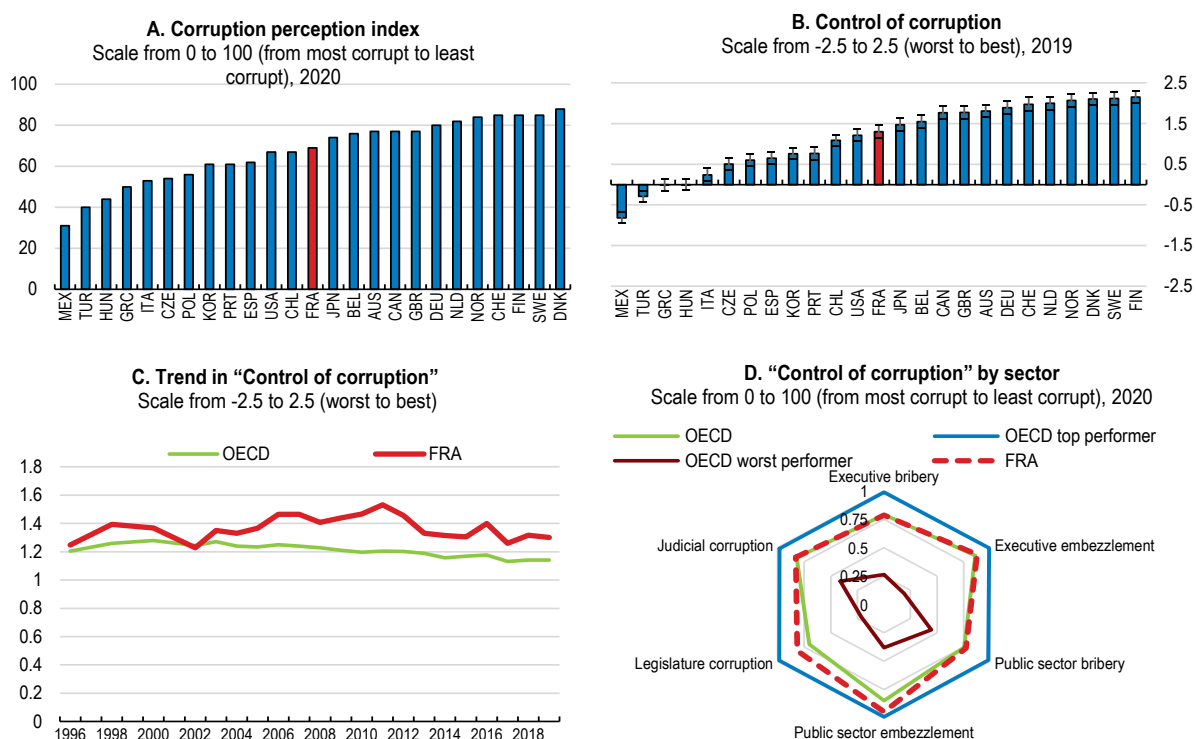 A. Corruption perception index
Scale from 0 to 100 (from most corrupt to least
corrupt), 2020
100
80
60
40
20
0
MEX TUR HUN GRC ITA CZE POL KOR PRT ESP USA CHL FRA JPN BEL AUS CAN GBR DEU NLD NOR CHE FIN SWE DNK
B. Control of corruption
Scale from -2.5 to 2.5 (worst to best), 2019
2.5
1.5
0.5
-0.5
-1.5
-2.5
MEX TUR GRC HUN ITA CZE POL ESP KOR PRT CHL USA FRA JPN BEL CAN GBR AUS DEU CHE NLD NOR DNK SWE FIN
C. Trend in “Control of corruption”
Scale from -2.5 to 2.5 (worst to best)
OECD FRA
1.8
1.6
1.4
1.2
1
0.8
0.6
0.4
0.2
0
1996 1998 2000 2002 2004 2006 2008 2010 2012 2014 2016 2018
D. “Control of corruption” by sector
Scale from 0 to 100 (from most corrupt to least corrupt), 2020
OECD OECD top performer
OECD worst performer FRA
Executive bribery
1
0.75
0.5
0.25
0
Judicial corruption Executive embezzlement
Legislature corruption Public sector bribery
Public sector embezzlement